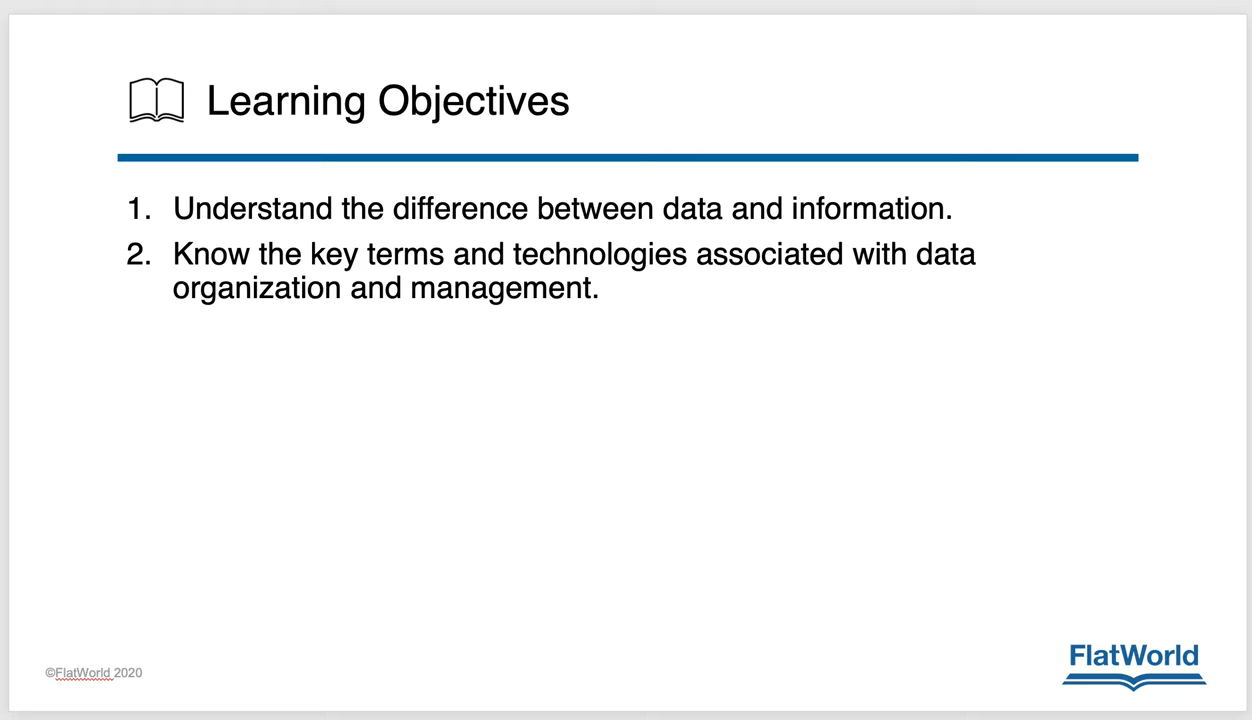 Learning Objectives
1. Understand the difference between data and information.
2. Know the key terms and technologies associated with data
organization and management.
©FlatWorld 2020
FlatWorld